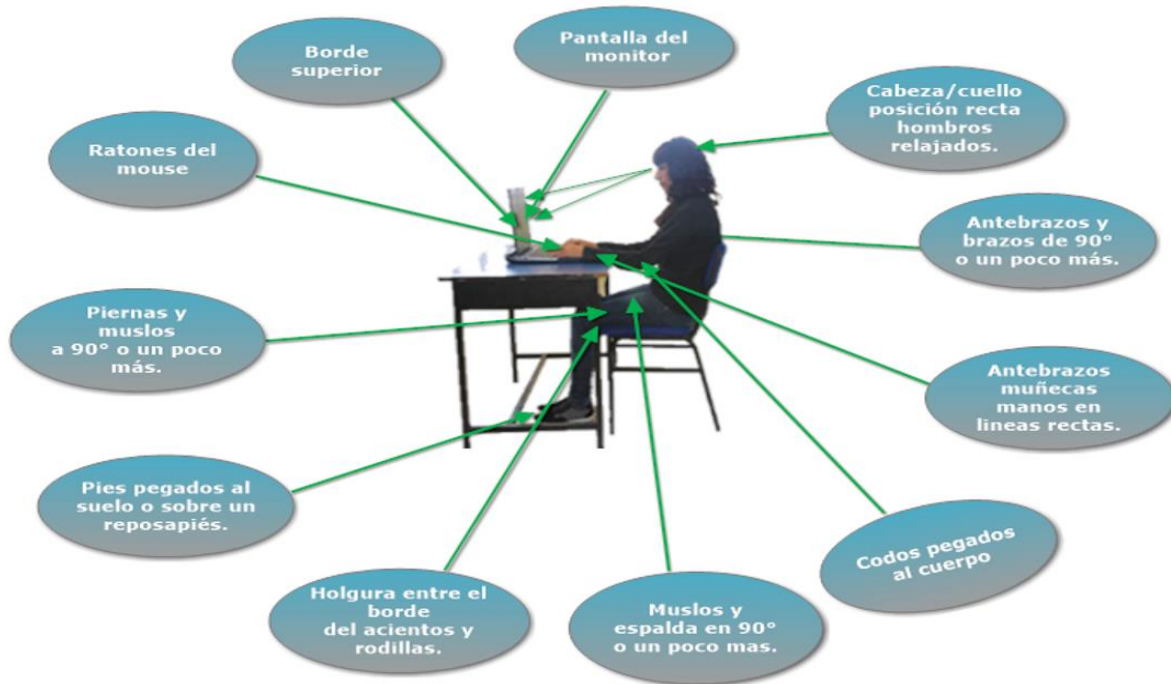 Borde
superior
Pantalla del
monitor
Cabeza/cuello
posición recta
hombros
relajados.
Ratones del
mouse
Antebrazos y
brazos de 90°
o un poco más.
Piernas y
muslos
a 90° o un poco
más.
Antebrazos
muñecas
manos en
lineas rectas.
Pies pegados al
suelo o sobre un
reposapiés.
Codos pegados
al cuerpo
Holgura entre el
borde
del acientos y
rodillas.
Muslos y
espalda en 90°
o un poco mas.